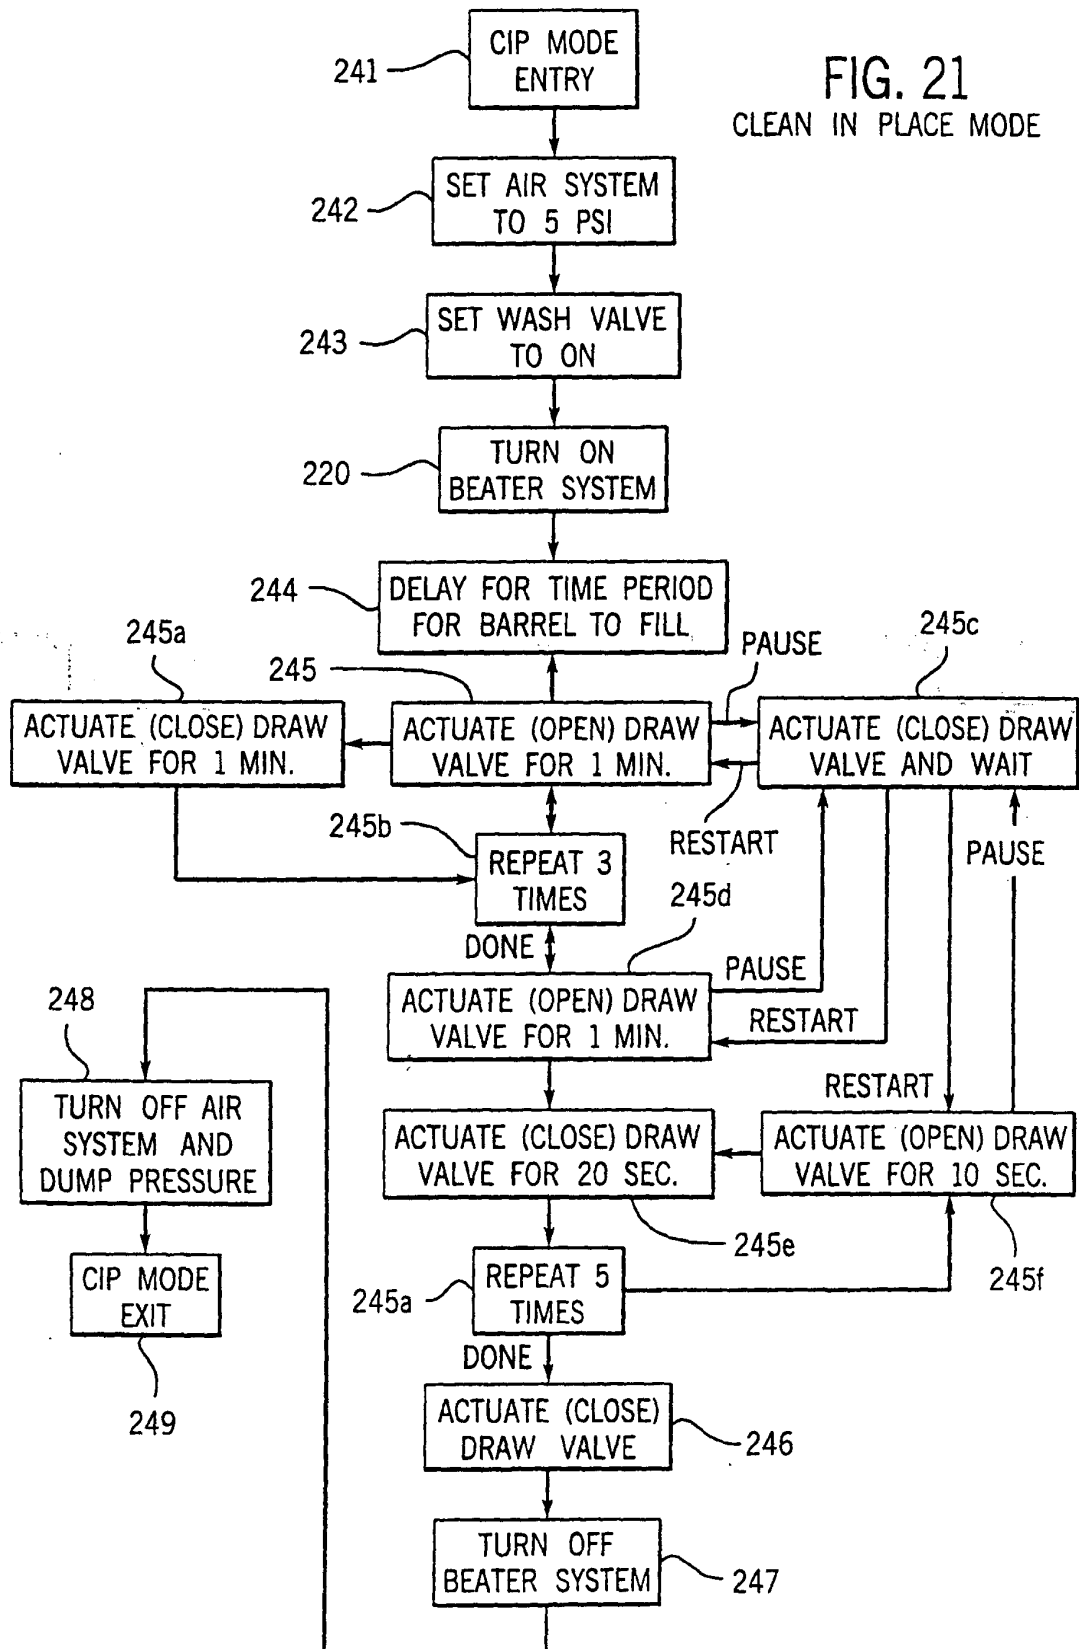 CIP MODE
ENTRY
241
FIG. 21
CLEAN IN PLACE MODE
SET AIR SYSTEM
TO 5 PSI
242
SET WASH VALVE
TO ON
243
TURN ON
BEATER SYSTEM
220
DELAY FOR TIME PERIOD
FOR BARREL TO FILL
244
245a
245
PAUSE
245c
ACTUATE (CLOSE) DRAW
VALVE FOR 1 MIN.
ACTUATE (OPEN) DRAW
VALVE FOR 1 MIN.
ACTUATE (CLOSE) DRAW
VALVE AND WAIT
RESTART
PAUSE
245b
REPEAT 3
TIMES
245d
DONE
ACTUATE (OPEN) DRAW
VALVE FOR 1 MIN.
PAUSE
RESTART
248
TURN OFF AIR
SYSTEM AND
DUMP PRESSURE
RESTART
ACTUATE (CLOSE) DRAW
VALVE FOR 20 SEC.
ACTUATE (OPEN) DRAW
VALVE FOR 10 SEC.
245e
245f
CIP MODE
EXIT
249
REPEAT 5
TIMES
245a
DONE
ACTUATE (CLOSE)
DRAW VALVE
246
TURN OFF
BEATER SYSTEM
247